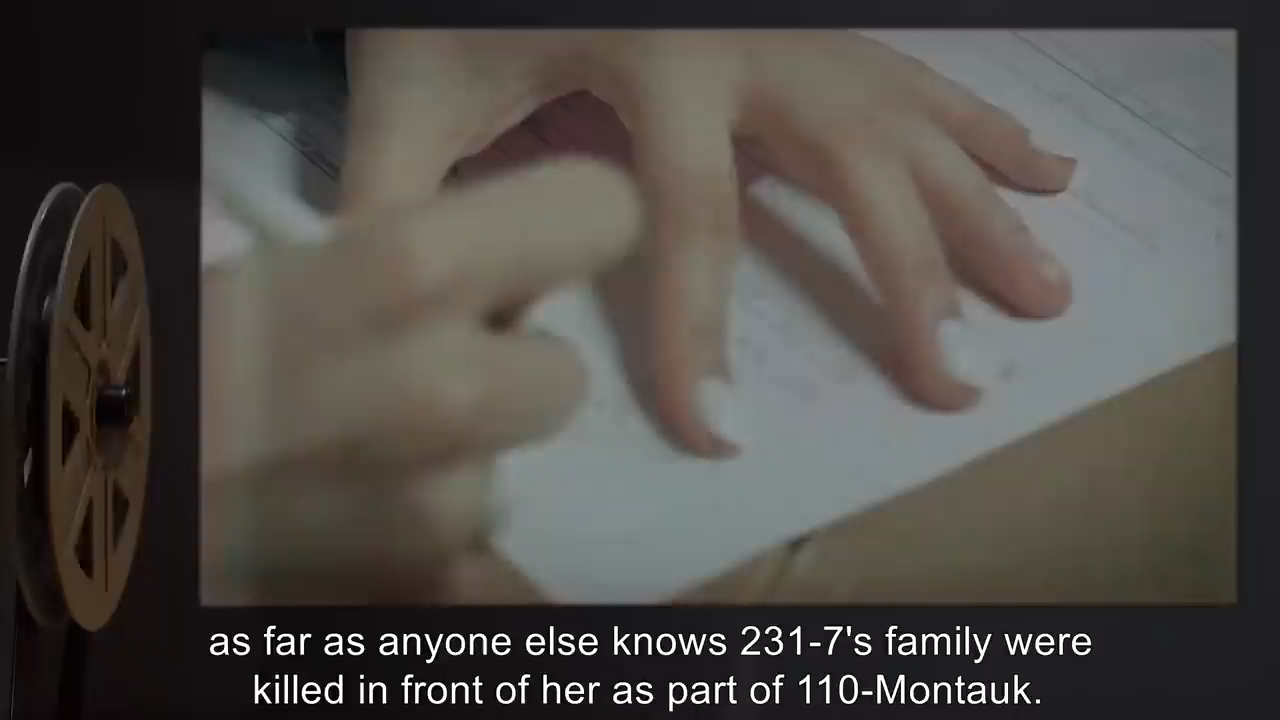 as far as anyone else knows 231-7's family were
killed in front of her as part of 110-Montauk.